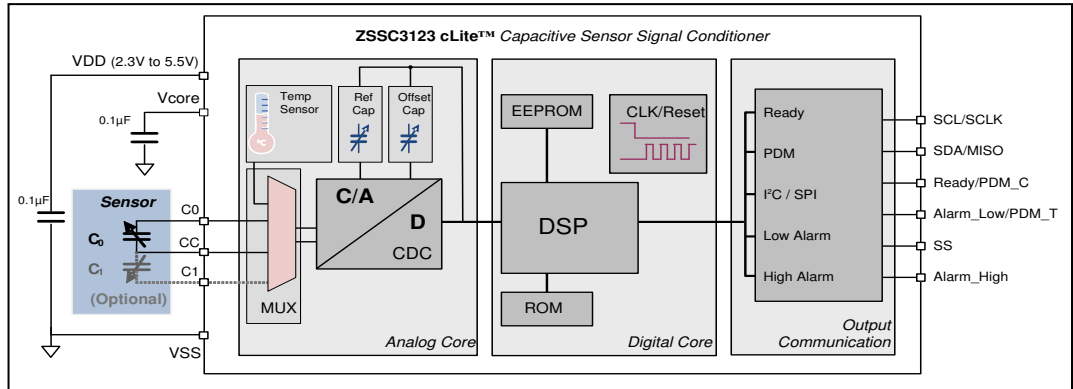 ZSSC3123 cLite™ Capacitive Sensor Signal Conditioner
VDD (2.3V to 5.5V)
Vcore
0.1µF
0.1µF
Sensor
C0
C1
(Optional)
C0
CC
C1
VSS
Temp
Sensor
°C
Ref
Cap
Offset
Cap
MUX
C/A
D
CDC
Analog Core
EEPROM
CLK/Reset
DSP
ROM
Digital Core
Ready
PDM
I²C / SPI
Low Alarm
High Alarm
Output
Communication
SCL/SCLK
SDA/MISO
Ready/PDM_C
Alarm_Low/PDM_T
SS
Alarm_High